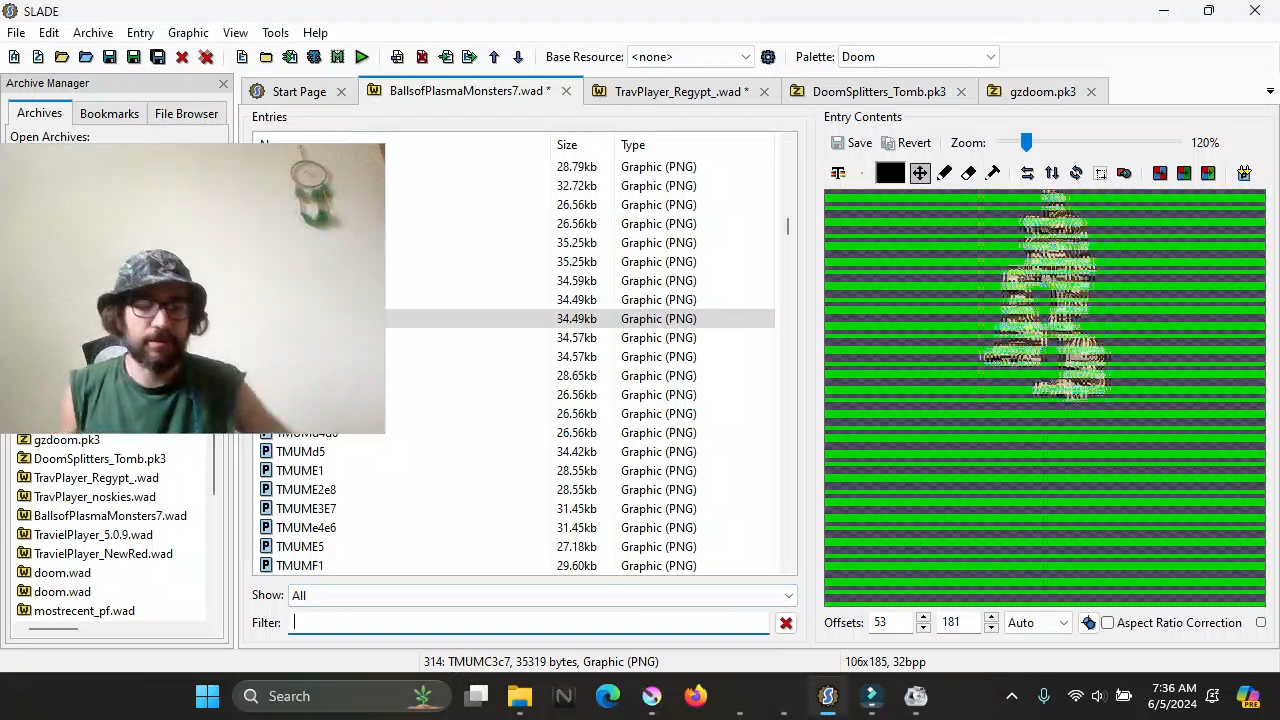 SLADE
File Edit Archive Entry Graphic View Tools Help
Base Resource: <none> Palette: Doom
Archive Manager
Start Page BallsofPlasmaMonsters7.wad * TravPlayer_Regypt_.wad * DoomSplitters_Tomb.pk3 gzdoom.pk3
Archives Bookmarks File Browser
Open Archives:
Entries
Entry Contents
Save Revert Zoom: 120%
Size Type
28.79kb Graphic (PNG)
32.72kb Graphic (PNG)
26.56kb Graphic (PNG)
26.56kb Graphic (PNG)
35.25kb Graphic (PNG)
35.25kb Graphic (PNG)
34.59kb Graphic (PNG)
34.49kb Graphic (PNG)
34.49kb Graphic (PNG)
34.57kb Graphic (PNG)
34.57kb Graphic (PNG)
28.65kb Graphic (PNG)
26.56kb Graphic (PNG)
26.56kb Graphic (PNG)
26.56kb Graphic (PNG)
TMUMd5 34.42kb Graphic (PNG)
TMUME1 28.55kb Graphic (PNG)
TMUME2e8 28.55kb Graphic (PNG)
TMUME3E7 31.45kb Graphic (PNG)
TMUMe4e6 31.45kb Graphic (PNG)
TMUME5 27.18kb Graphic (PNG)
TMUMF1 29.60kb Graphic (PNG)
gzdoom.pk3
DoomSplitters_Tomb.pk3
TravPlayer_Regypt_.wad
TravPlayer_noskies.wad
BallsofPlasmaMonsters7.wad
TravielPlayer_5.0.9.wad
TravielPlayer_NewRed.wad
doom.wad
doom.wad
mostrecent_pf.wad
Show: All
Filter:
Offsets: 53 181 Auto Aspect Ratio Correction
314: TMUMC3c7, 35319 bytes, Graphic (PNG)
106x185, 32bpp
Search
7:36 AM
6/5/2024
PRE